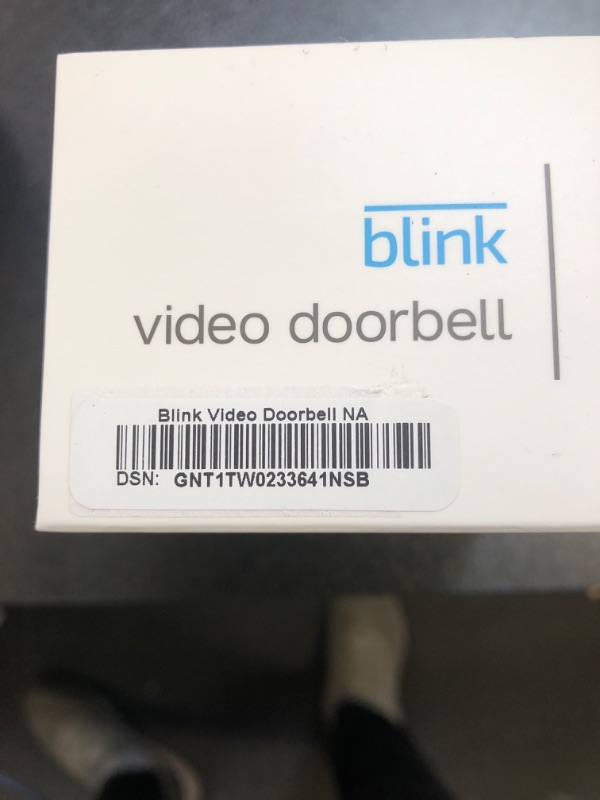 blink
video doorbell
Blink Video Doorbell NA
DSN: GNT1TW0233641NSB